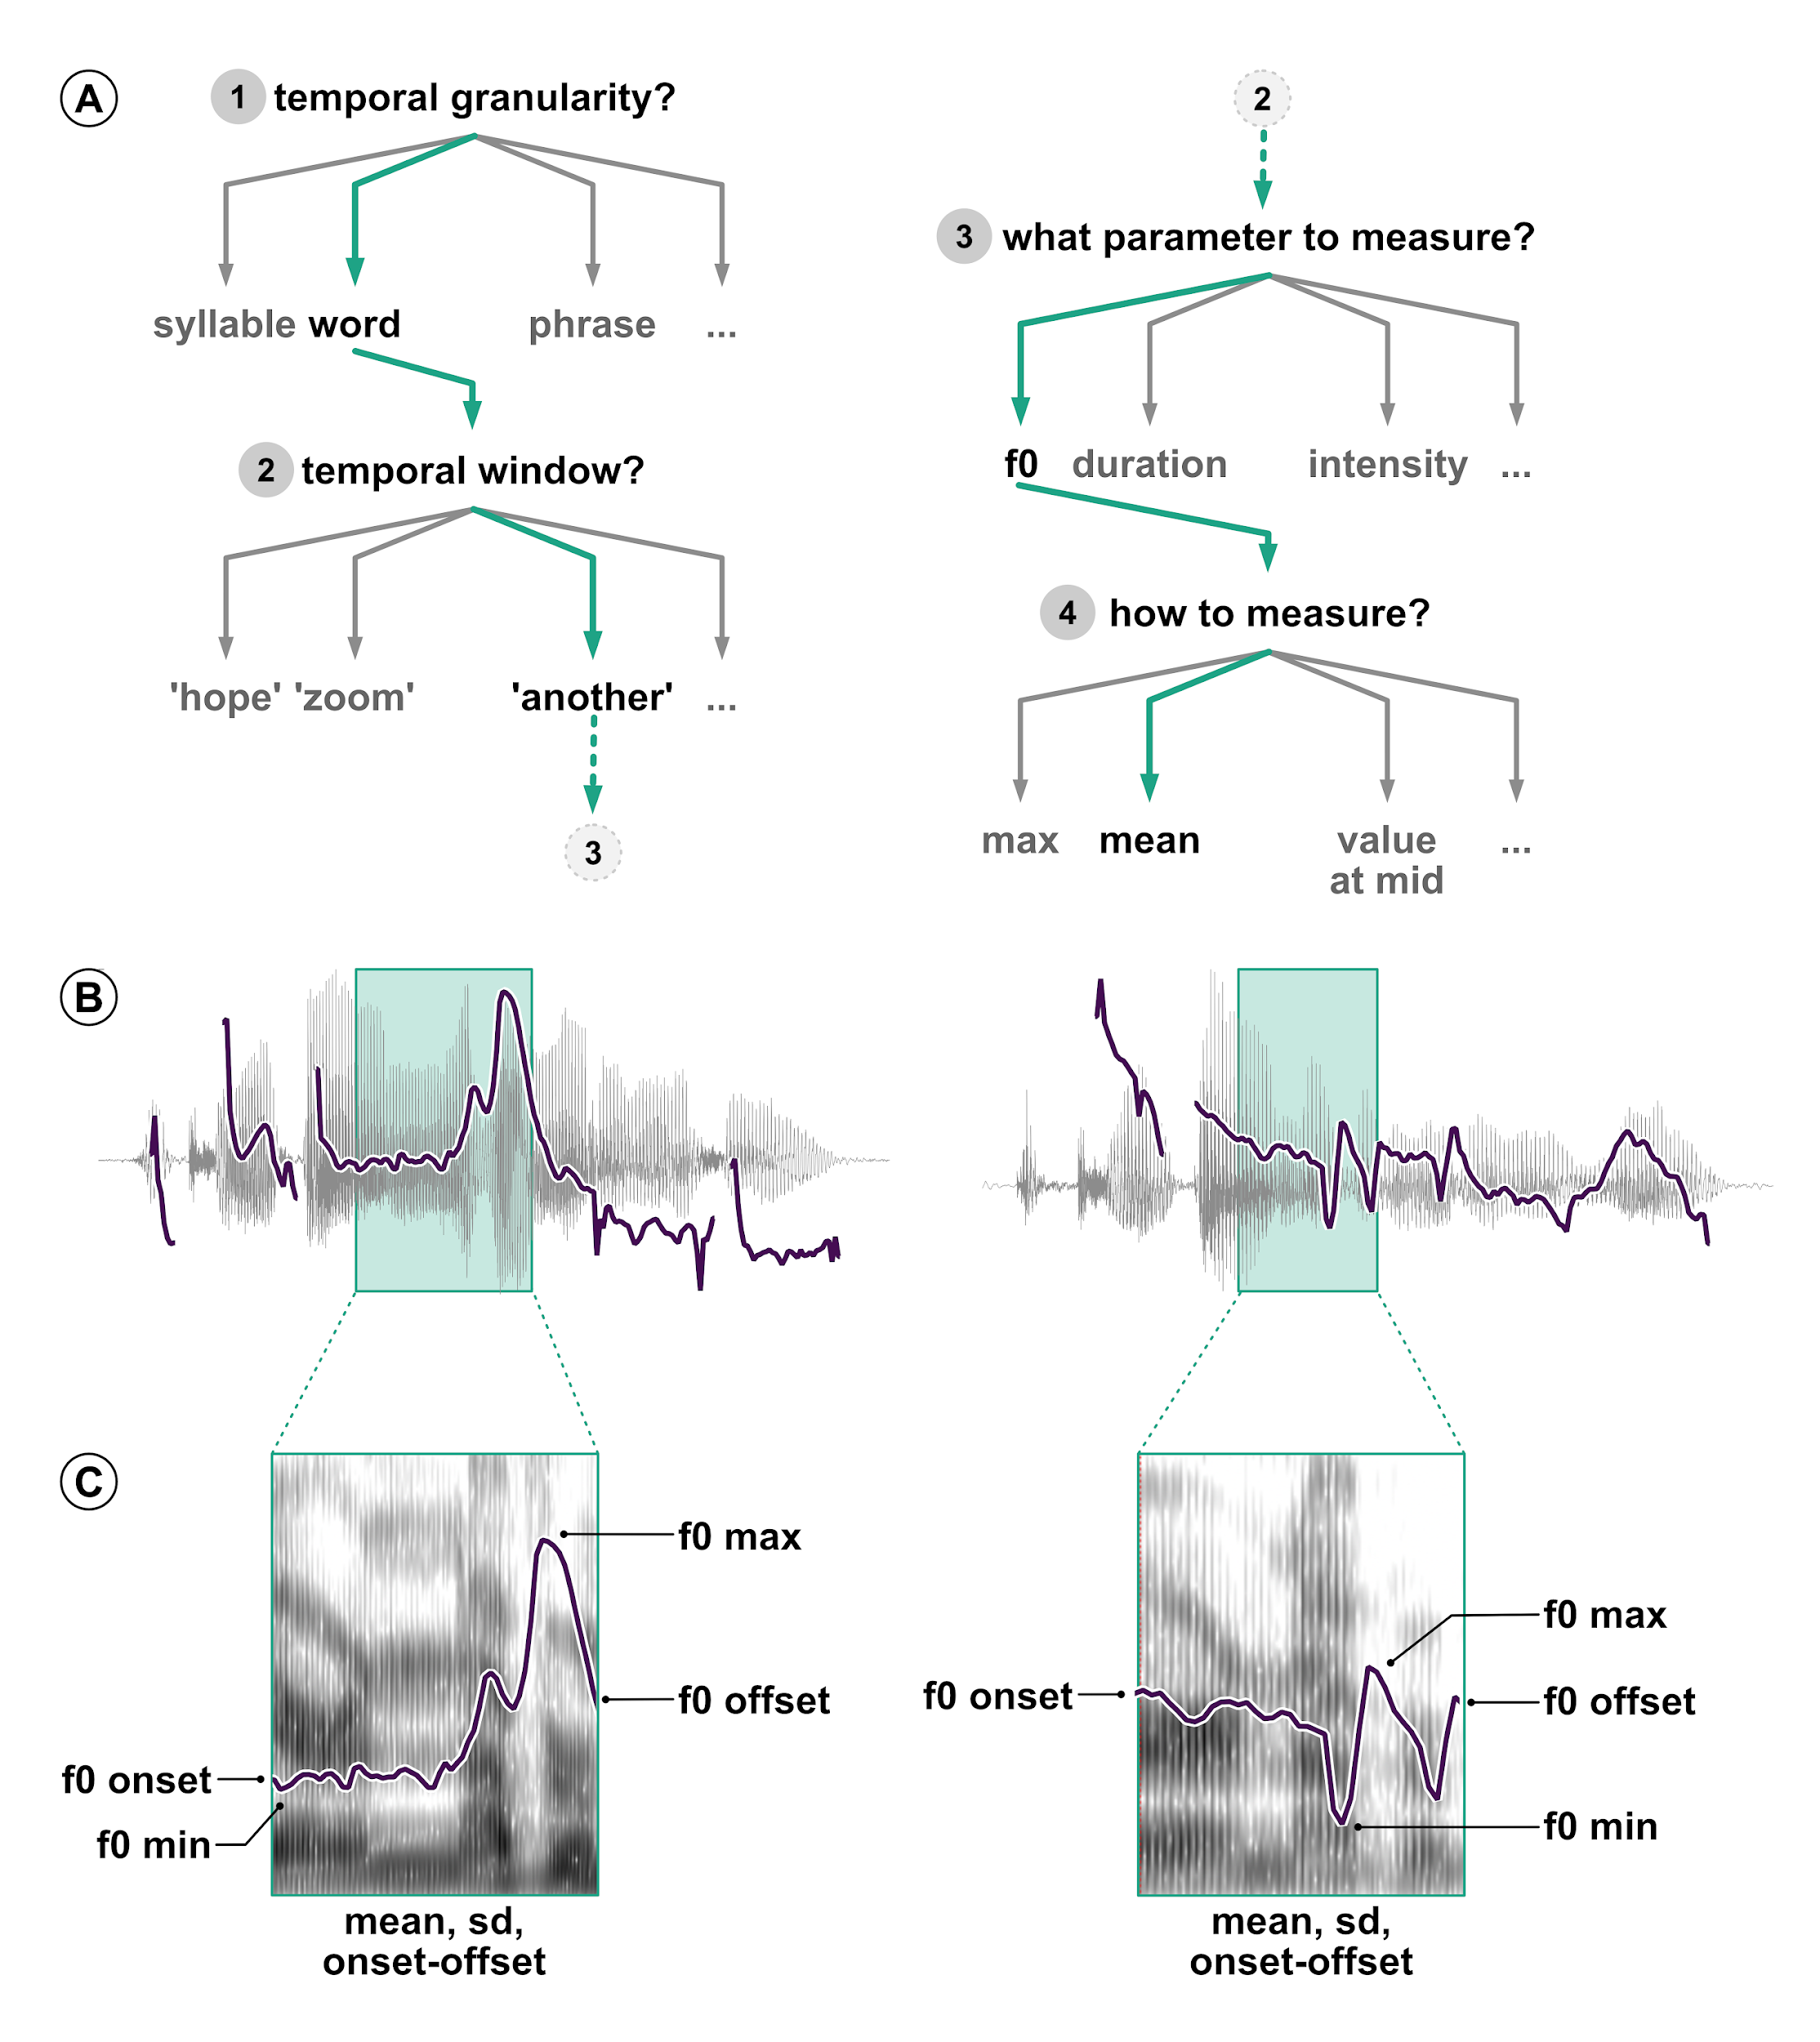 A
1 temporal granularity?
syllable word phrase ...
2 temporal window?
'hope' 'zoom' 'another' ...
3
2
3 what parameter to measure?
f0 duration intensity ...
4 how to measure?
max mean value ...
at mid
B
C
f0 max
f0 offset
f0 onset
f0 min
mean, sd,
onset-offset
f0 max
f0 onset
f0 offset
f0 min
mean, sd,
onset-offset